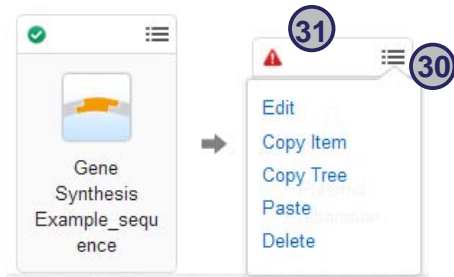 31
30
Gene
Synthesis
Example_sequ
ence
Edit
Copy Item
Copy Tree
Paste
Delete